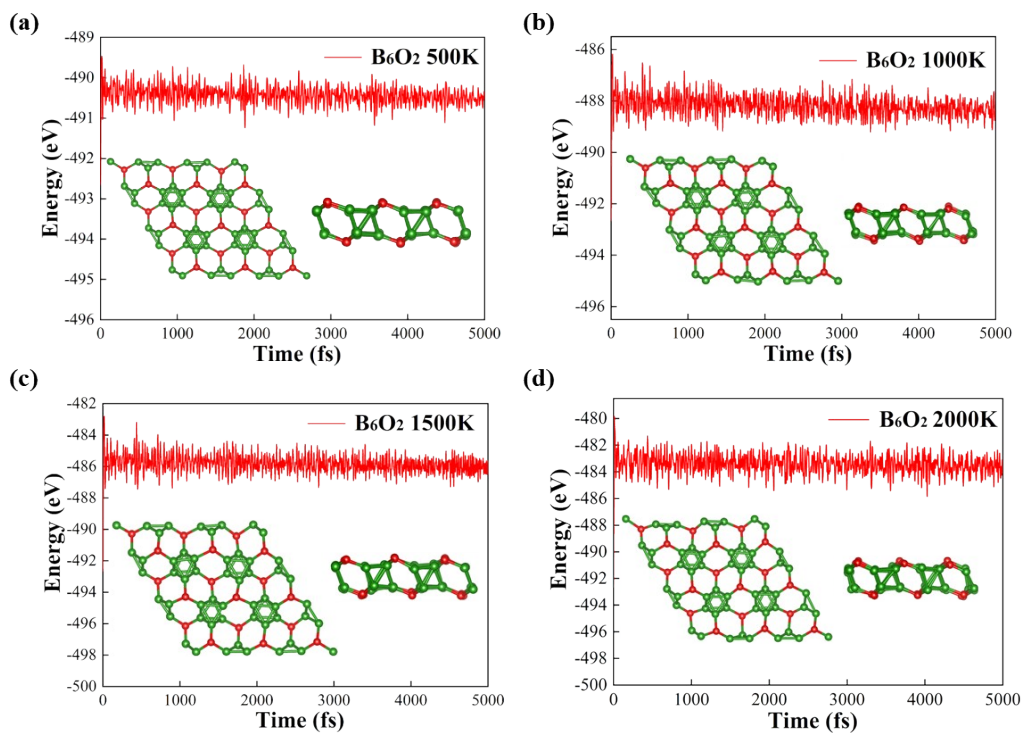 (a)
-489
-490
-491
-492
-493
-494
-495
-496
Energy (eV)
B6O2 500K
0 1000 2000 3000 4000 5000
Time (fs)
(b)
-486
-488
-490
-492
-494
-496
Energy (eV)
B6O2 1000K
0 1000 2000 3000 4000 5000
Time (fs)
(c)
-482
-484
-486
-488
-490
-492
-494
-496
-498
-500
Energy (eV)
B6O2 1500K
0 1000 2000 3000 4000 5000
Time (fs)
(d)
-480
-482
-484
-486
-488
-490
-492
-494
-496
-498
-500
Energy (eV)
B6O2 2000K
0 1000 2000 3000 4000 5000
Time (fs)